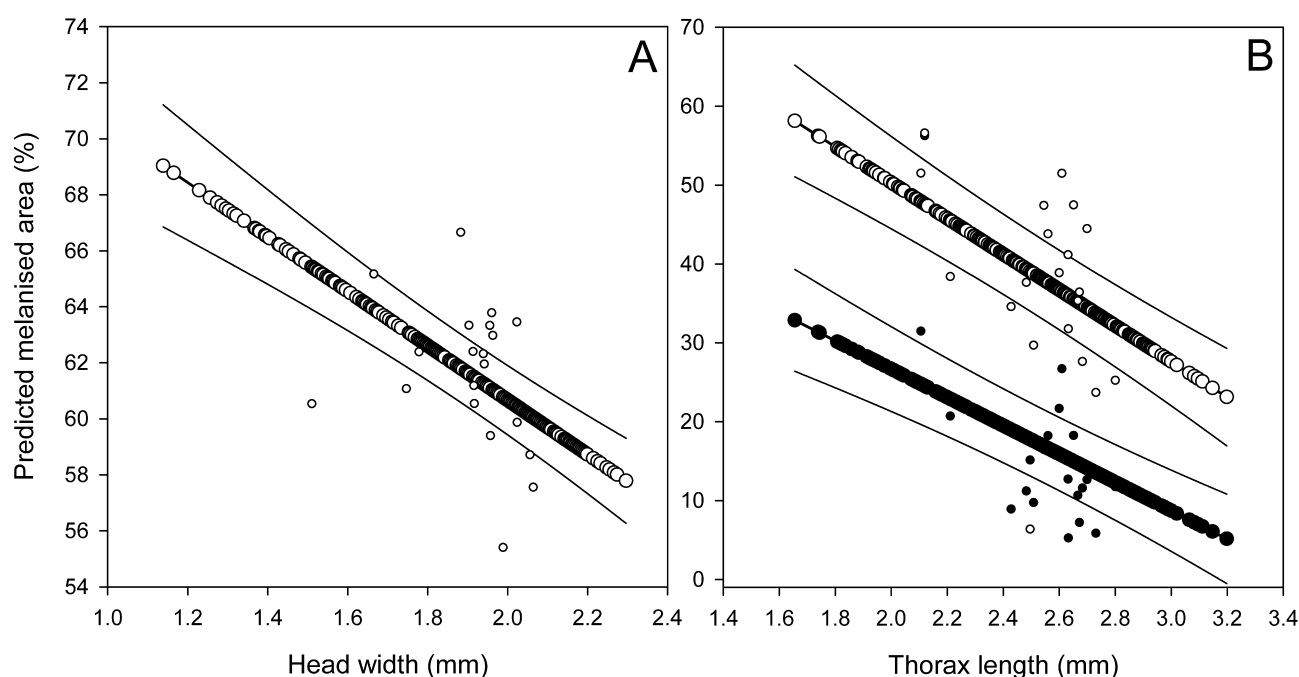 A
B
Predicted melanised area (%)
74
72
70
68
66
64
62
60
58
56
54
1.0 1.2 1.4 1.6 1.8 2.0 2.2 2.4
Head width (mm)
70
60
50
40
30
20
10
0
1.4 1.6 1.8 2.0 2.2 2.4 2.6 2.8 3.0 3.2 3.4
Thorax length (mm)